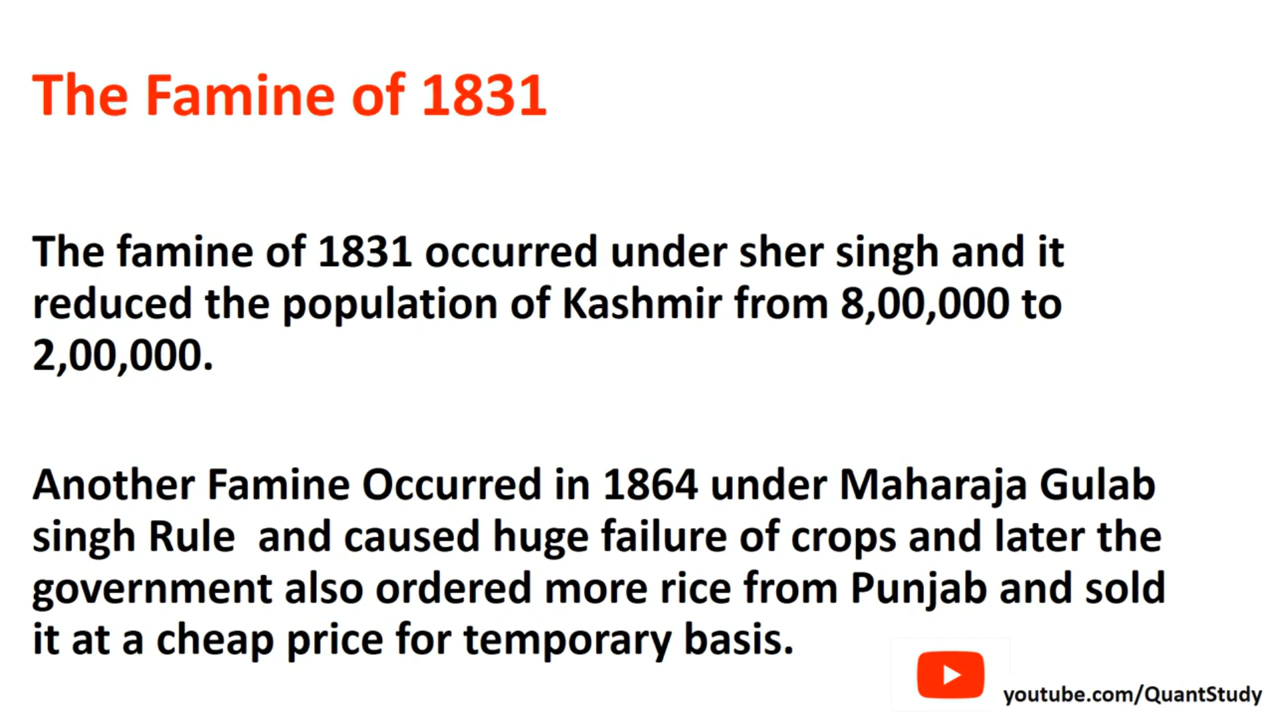 The Famine of 1831
The famine of 1831 occurred under sher singh and it
reduced the population of Kashmir from 8,00,000 to
2,00,000.
Another Famine Occurred in 1864 under Maharaja Gulab
singh Rule  and caused huge failure of crops and later the
government also ordered more rice from Punjab and sold
it at a cheap price for temporary basis.
youtube.com/QuantStudy